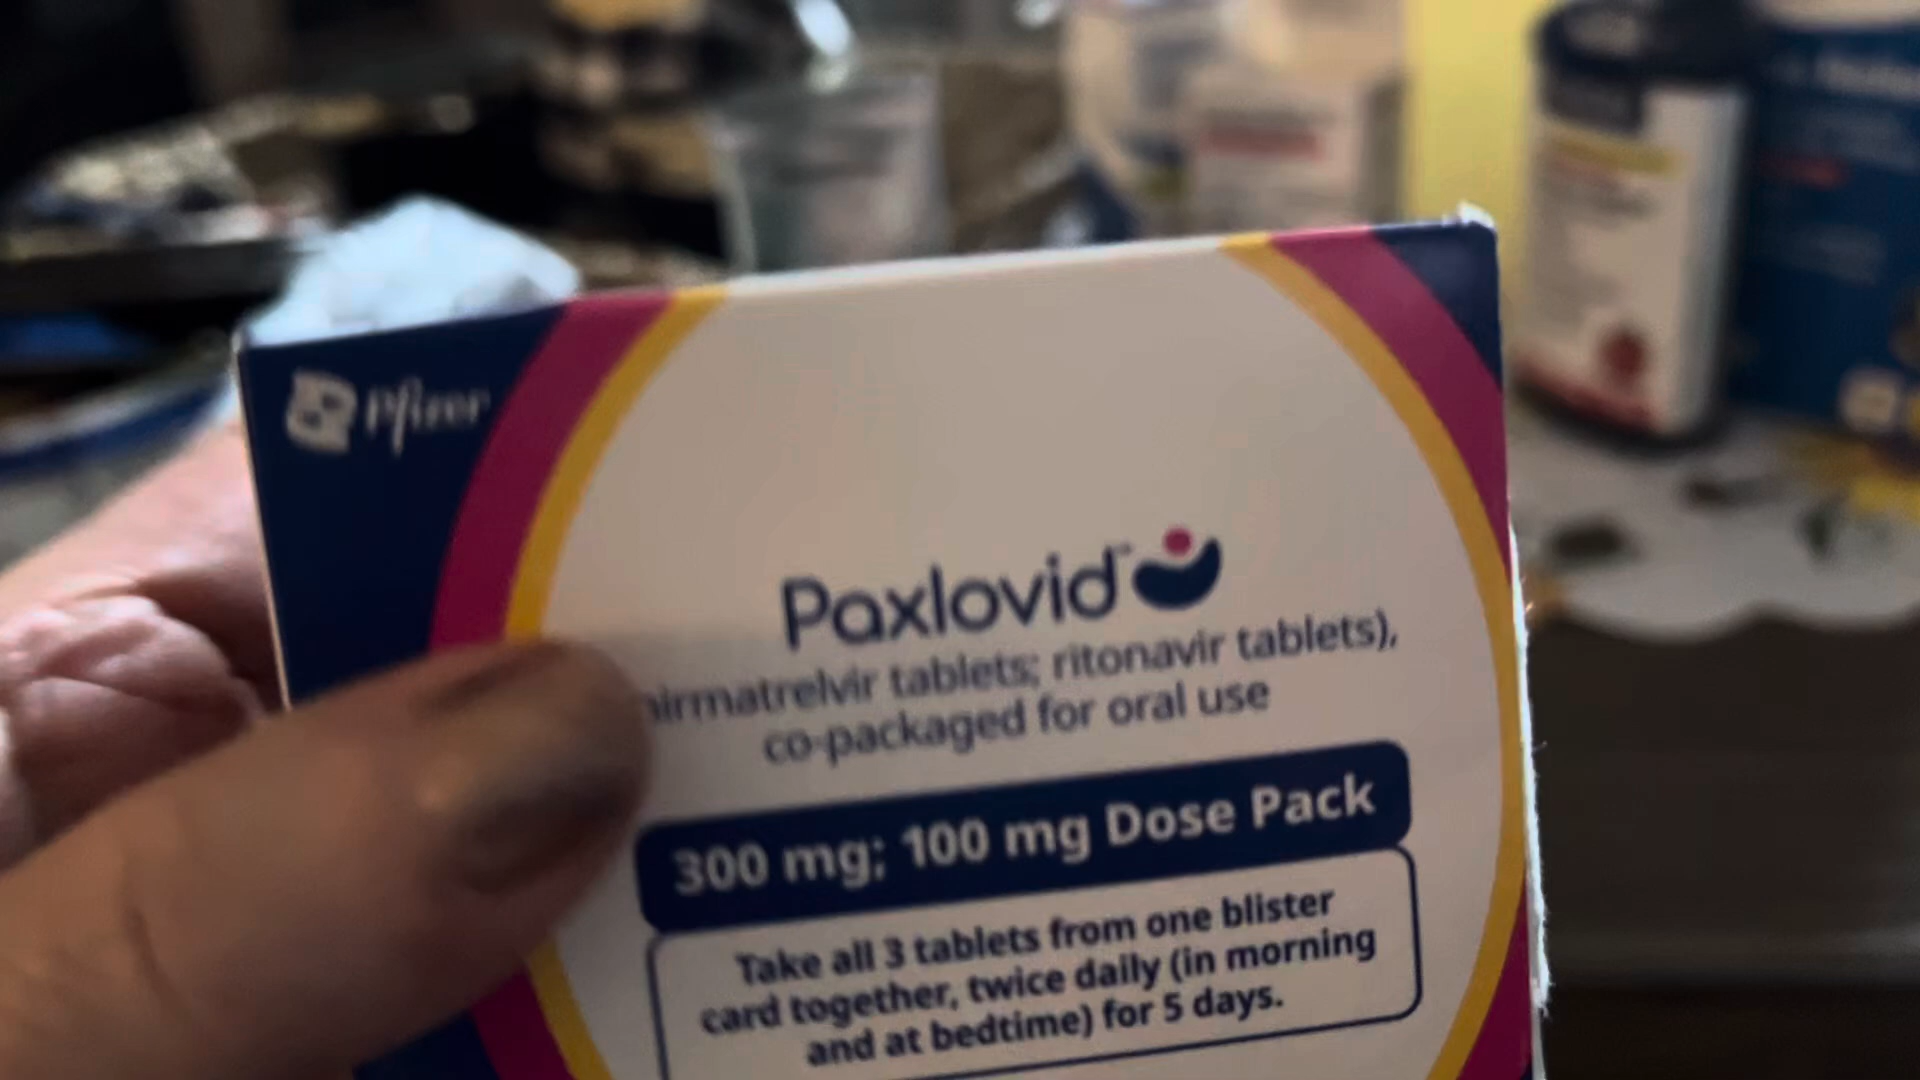 Pfizer
Paxlovid™
nirmatrelvir tablets; ritonavir tablets),
co-packaged for oral use
300 mg; 100 mg Dose Pack
Take all 3 tablets from one blister
card together, twice daily (in morning
and at bedtime) for 5 days.